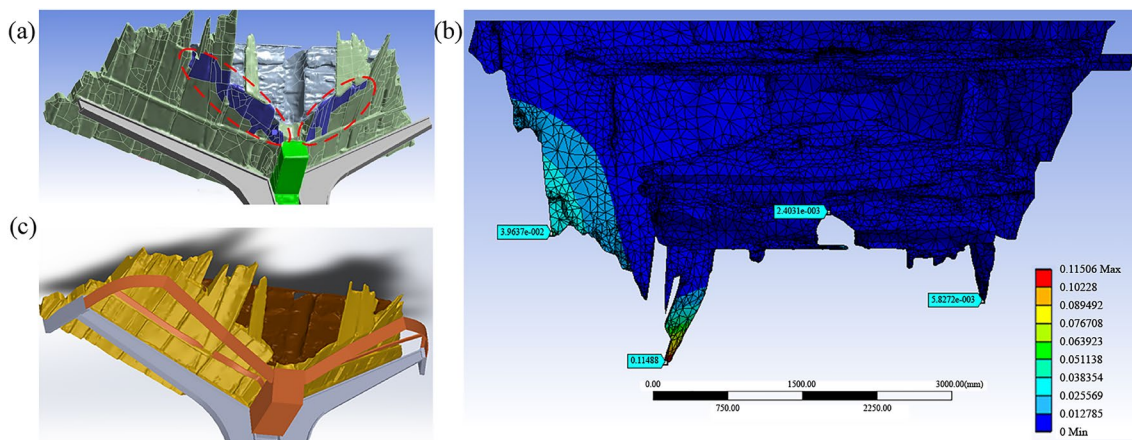 (a)
(b)
2.4031e-003
3.9637e-002
5.8272e-003
0.11488
0.11506 Max
0.10228
0.089492
0.076708
0.063923
0.051138
0.038354
0.025569
0.012785
0 Min
0.00 1500.00 3000.00(mm)
750.00 2250.00
(c)